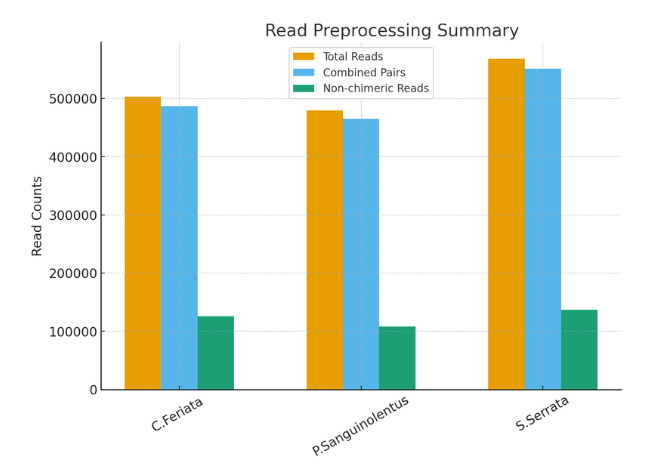 Read Preprocessing Summary
Total Reads
Combined Pairs
Non-chimeric Reads
Read Counts
500000
400000
300000
200000
100000
0
C.Feriata
P.Sanguinolentus
S.Serrata